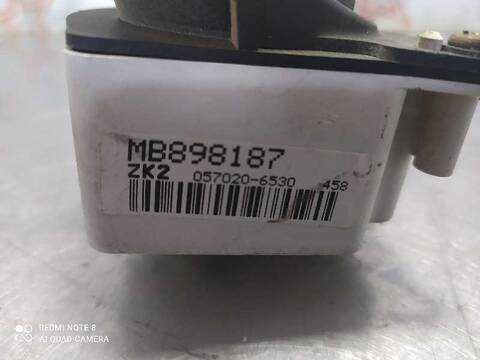 MB898187
ZK2 057020-6530 458
REDMI NOTE 8
AI QUAD CAMERA